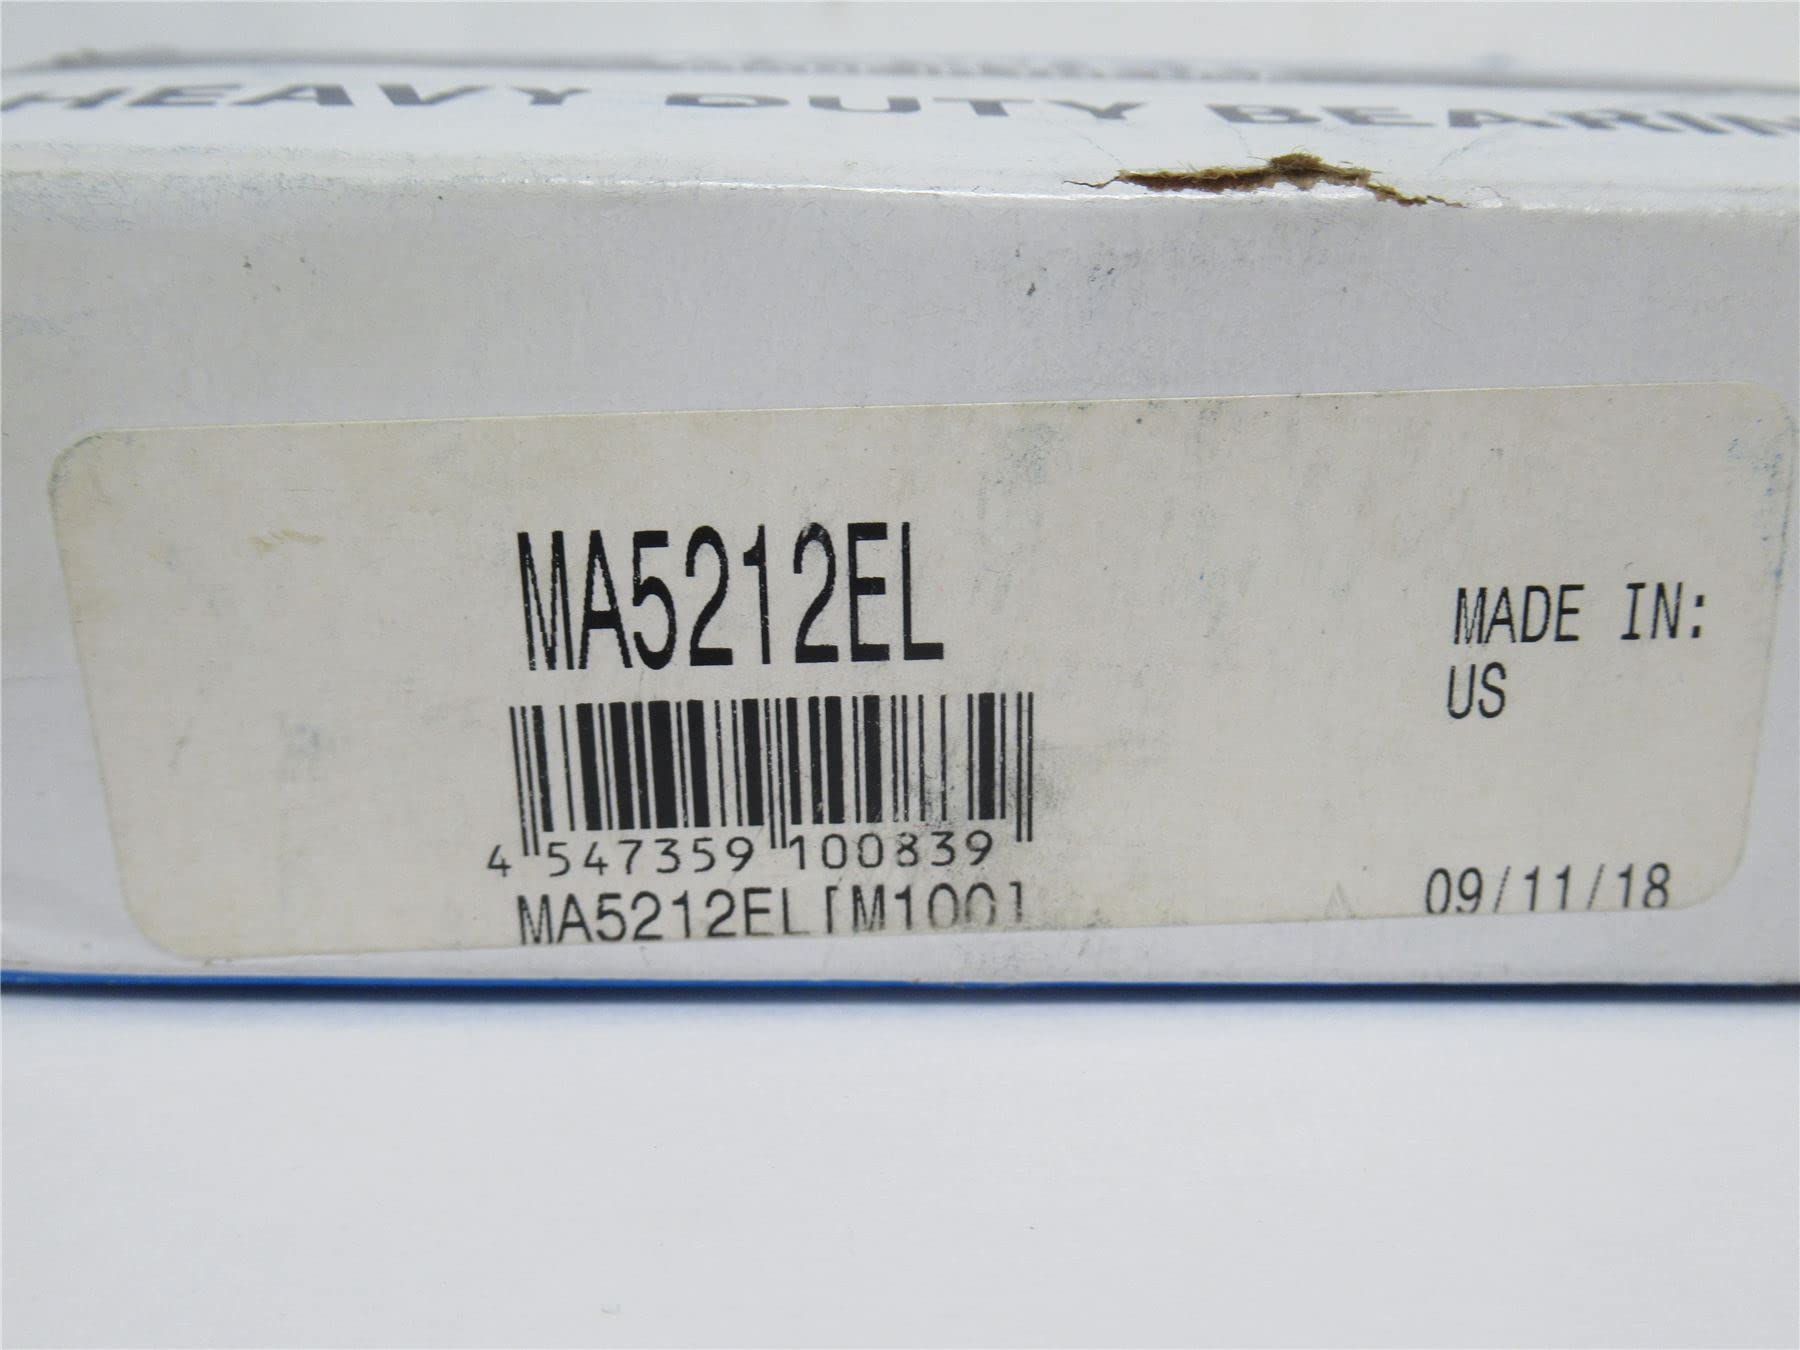 HEAVY DUTY BEARIN
MA5212EL
MADE IN:
US
4 547359 100839
MA5212EL[M100]
09/11/18